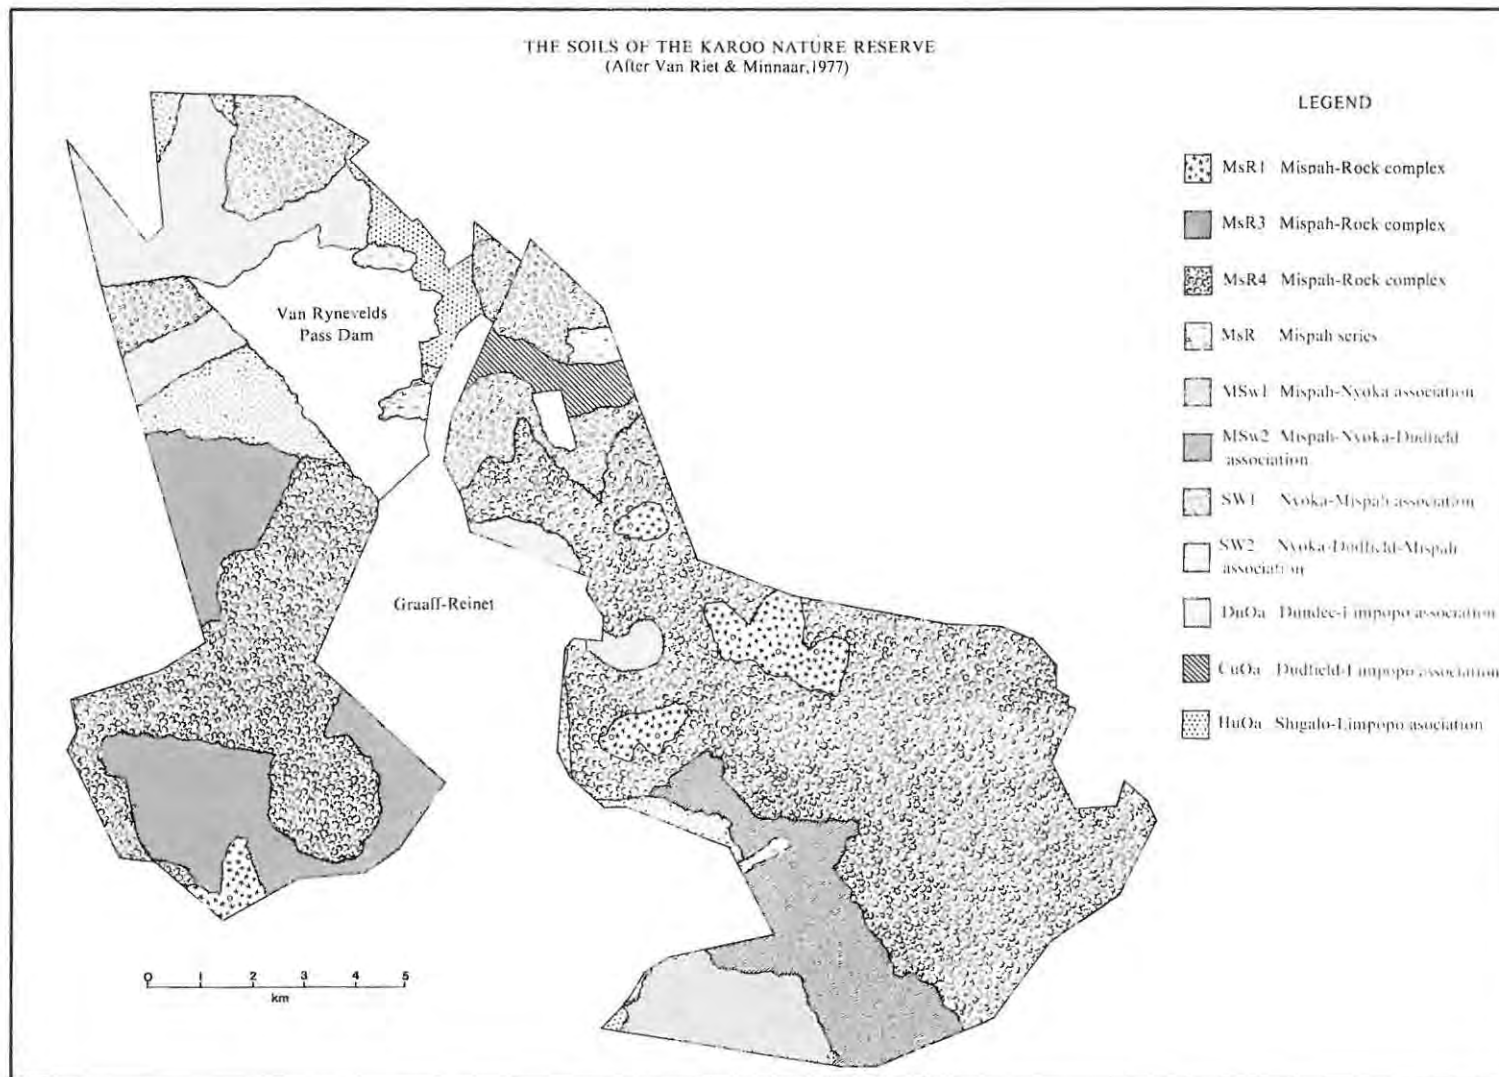 THE SOILS OF THE KAROO NATURE RESERVE
(After Van Riet & Minnaar,1977)
LEGEND
MsR1 Mispah-Rock complex
MsR3 Mispah-Rock complex
MsR4 Mispah-Rock complex
MsR Mispah series
MSw1 Mispah-Nyoka association
MSw2 Mispah-Nyoka-Dudfield
association
SW1 Nyoka-Mispah association
SW2 Nyoka-Dudfield-Mispah
association
DuOa Dundee-Limpopo association
CuOa Dudfield-Limpopo association
HuOa Shigalo-Limpopo asociation
Van Rynevelds
Pass Dam
Graaff-Reinet
0 1 2 3 4 5
km